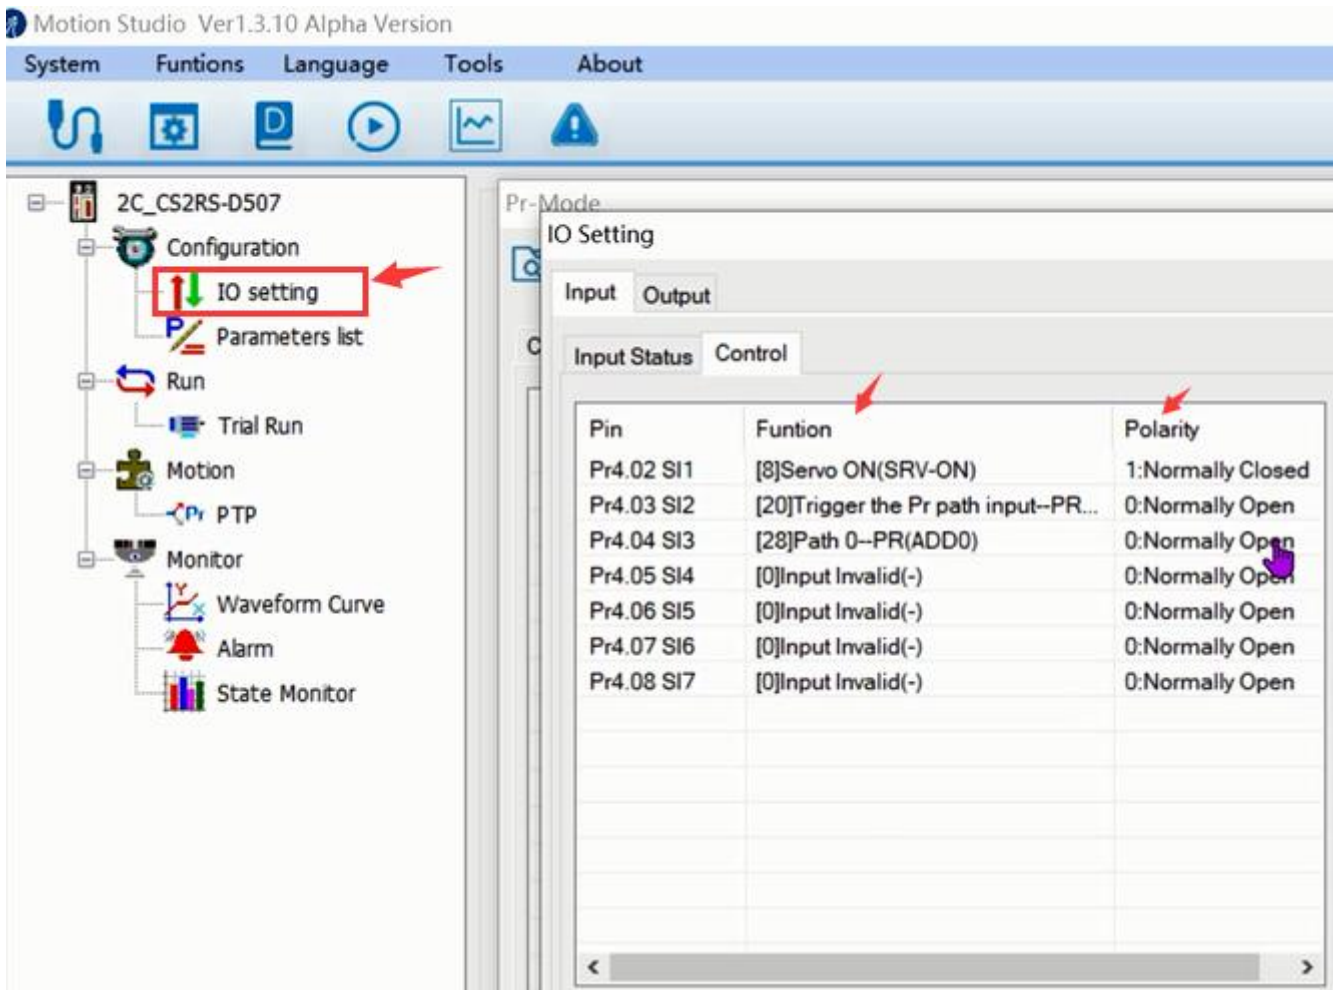 Motion Studio Ver1.3.10 Alpha Version
System Funtions Language Tools About
2C_CS2RS-D507
Configuration
IO setting
Parameters list
Run
Trial Run
Motion
PTP
Monitor
Waveform Curve
Alarm
State Monitor
Pr-Mode
IO Setting
Input Output
Input Status Control
Pin Funtion Polarity
Pr4.02 SI1 [8]Servo ON(SRV-ON) 1:Normally Closed
Pr4.03 SI2 [20]Trigger the Pr path input--PR... 0:Normally Open
Pr4.04 SI3 [28]Path 0--PR(ADD0) 0:Normally Open
Pr4.05 SI4 [0]Input Invalid(-) 0:Normally Open
Pr4.06 SI5 [0]Input Invalid(-) 0:Normally Open
Pr4.07 SI6 [0]Input Invalid(-) 0:Normally Open
Pr4.08 SI7 [0]Input Invalid(-) 0:Normally Open